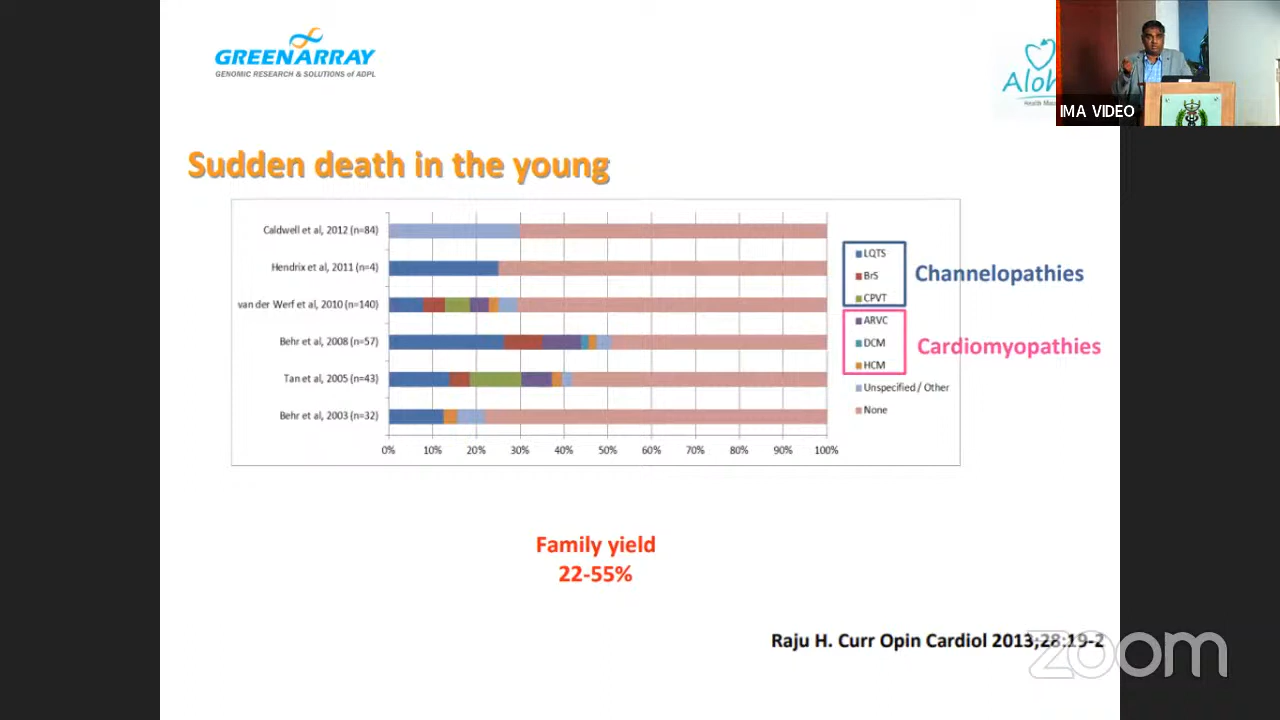 GREENARRAY
GENOMIC RESEARCH & SOLUTIONS of ADPL
Aloh
IMA VIDEO
Sudden death in the young
Caldwell et al, 2012 (n=84)
Hendrix et al, 2011 (n=4)
van der Werf et al, 2010 (n=140)
Behr et al, 2008 (n=57)
Tan et al, 2005 (n=43)
Behr et al, 2003 (n=32)
0% 10% 20% 30% 40% 50% 60% 70% 80% 90% 100%
LQTS
BrS
CPVT
ARVC
DCM
HCM
Unspecified / Other
None
Channelopathies
Cardiomyopathies
Family yield
22-55%
Raju H. Curr Opin Cardiol 2013;28:19-2
zoom